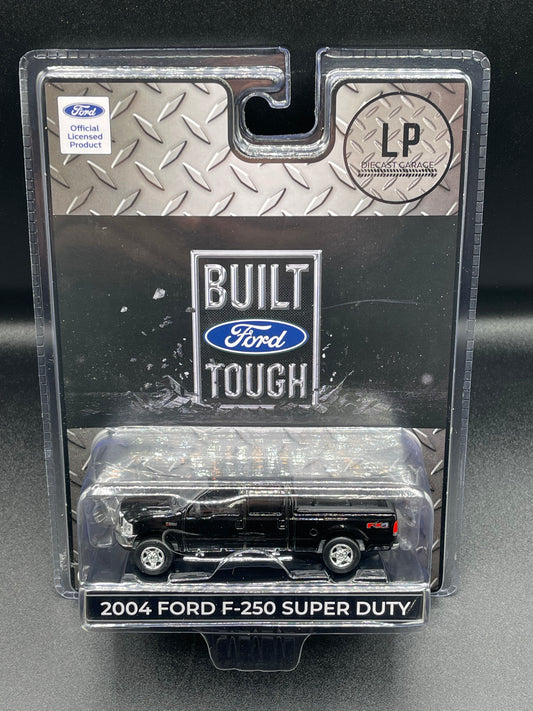 Ford
Official
Licensed
Product
LP
DIECAST GARAGE
BUILT
Ford
TOUGH
2004 FORD F-250 SUPER DUTY